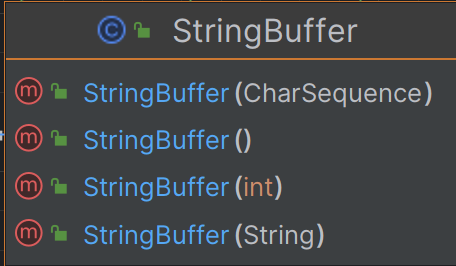 StringBuffer
StringBuffer(CharSequence)
StringBuffer()
StringBuffer(int)
StringBuffer(String)